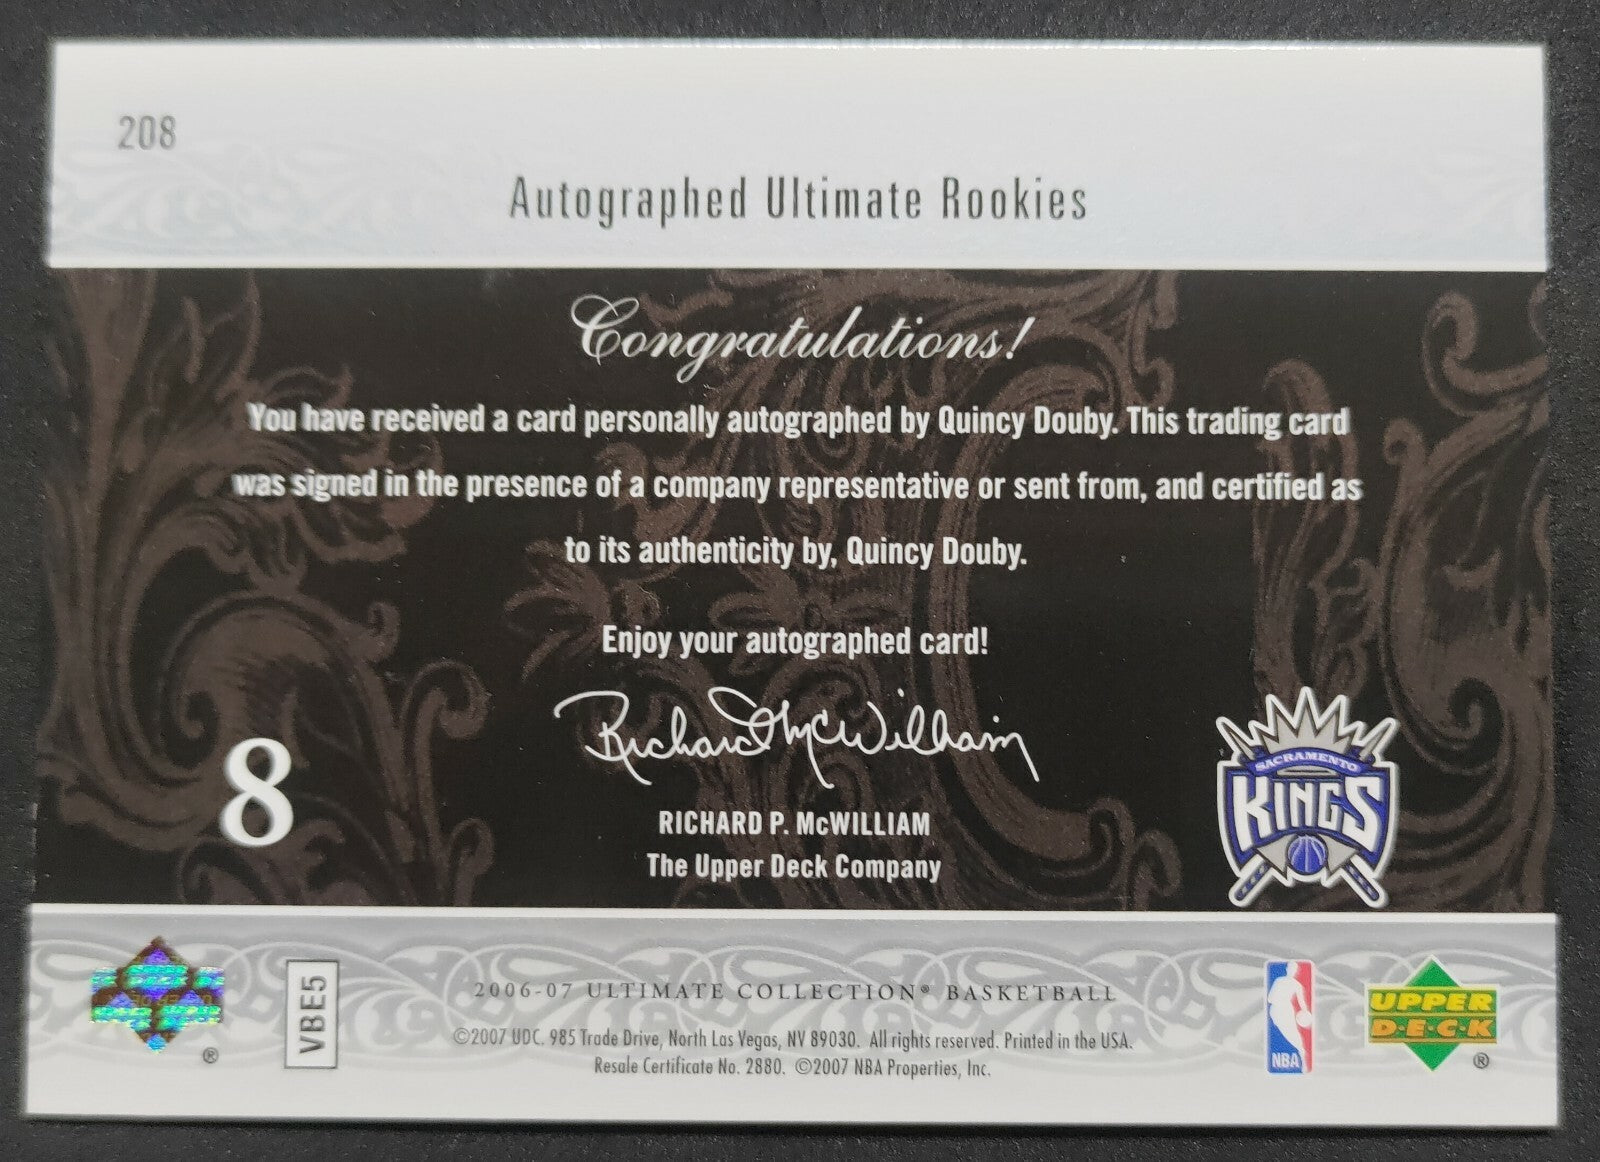 208
Autographed Ultimate Rookies
Congratulations!
You have received a card personally autographed by Quincy Douby. This trading card
was signed in the presence of a company representative or sent from, and certified as
to its authenticity by, Quincy Douby.
Enjoy your autographed card!
Richard McWilliam
8
RICHARD P. McWILLIAM
The Upper Deck Company
SACRAMENTO
KINGS
VBE5
2006-07 ULTIMATE COLLECTION® BASKETBALL
©2007 UDC. 985 Trade Drive, North Las Vegas, NV 89030. All rights reserved. Printed in the USA.
Resale Certificate No. 2880. ©2007 NBA Properties, Inc.
®
NBA
UPPER
D·E·C·K
®